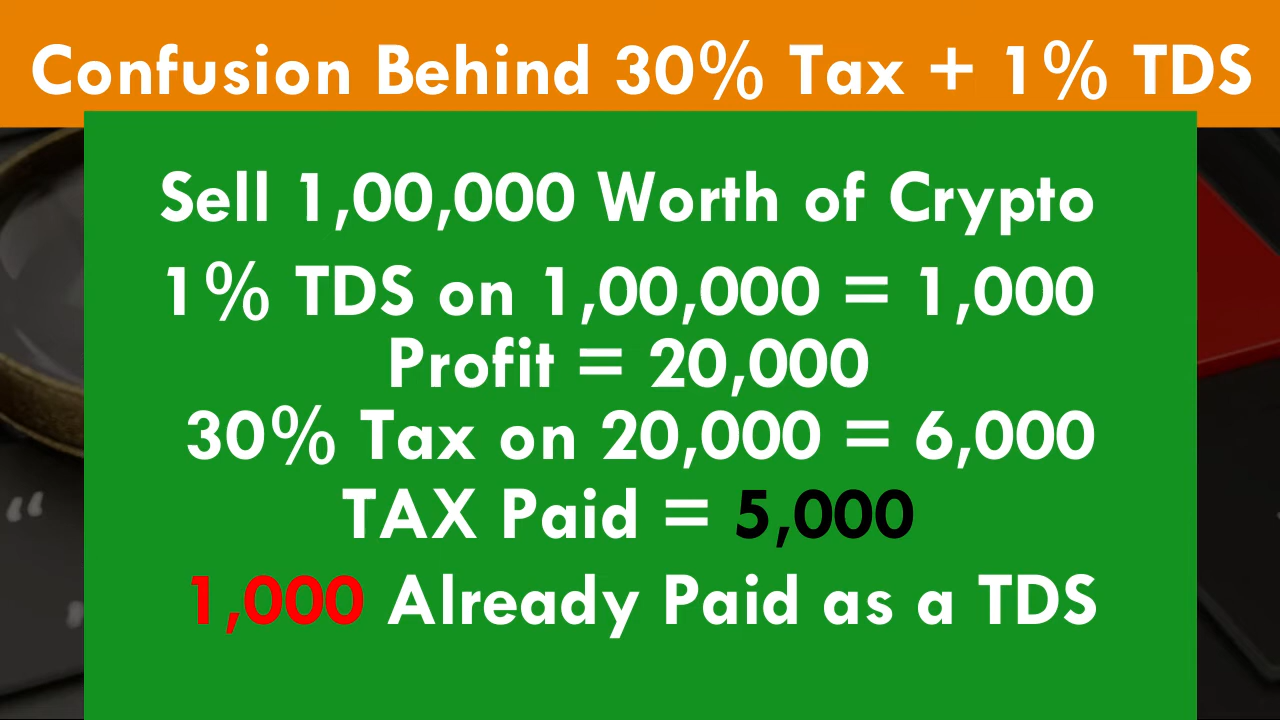 Confusion Behind 30% Tax + 1% TDS
Sell 1,00,000 Worth of Crypto
1% TDS on 1,00,000 = 1,000
Profit = 20,000
30% Tax on 20,000 = 6,000
TAX Paid = 5,000
1,000 Already Paid as a TDS